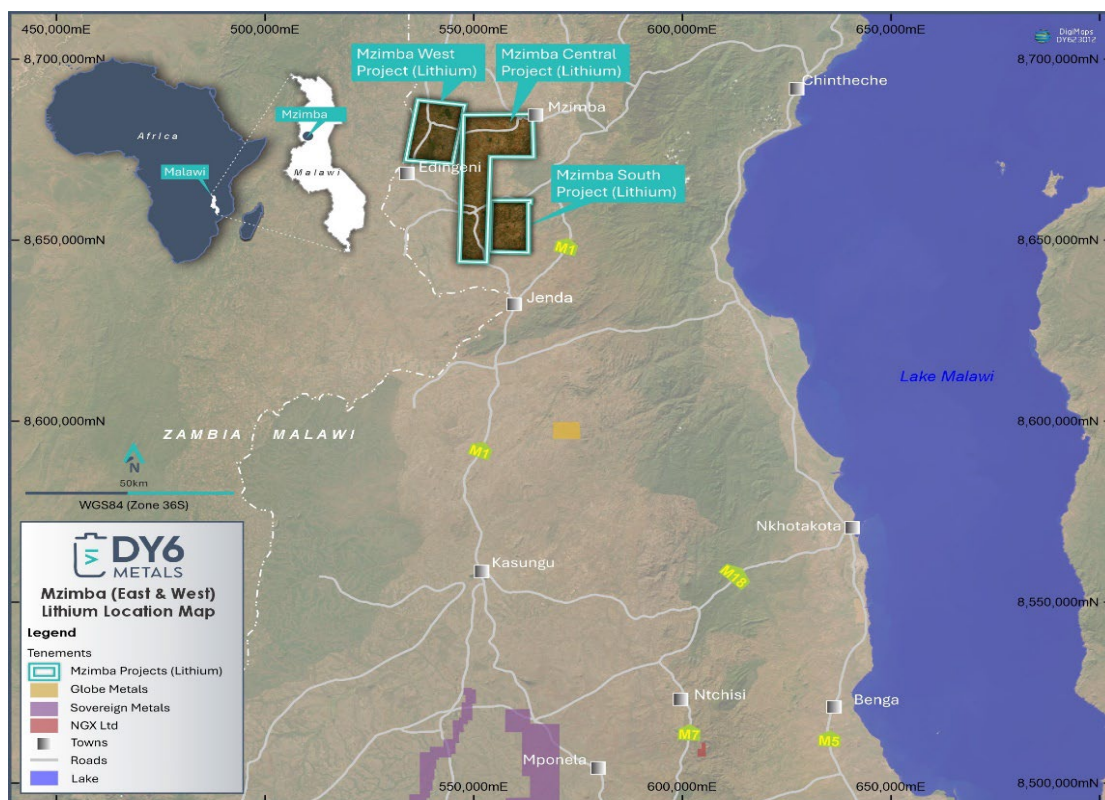 450,000mE
500,000mE
550,000mE
600,000mE
650,000mE
DigiMaps
DY623012
8,700,000mN
8,700,000mN
Mzimba West
Project (Lithium)
Mzimba Central
Project (Lithium)
Chintheche
Mzimba
Africa
Mzimba
Malawi
Malawi
Edingeni
Mzimba South
Project (Lithium)
8,650,000mN
8,650,000mN
M1
Jenda
Lake Malawi
8,600,000mN
8,600,000mN
ZAMBIA
MALAWI
M1
N
50km
WGS84 (Zone 36S)
Nkhotakota
Kasungu
M18
8,550,000mN
DY6
METALS
Mzimba (East & West)
Lithium Location Map
Legend
Tenements
Mzimba Projects (Lithium)
Globe Metals
Sovereign Metals
NGX Ltd
Towns
Roads
Lake
Ntchisi
Benga
M7
M5
Mponela
550,000mE
600,000mE
650,000mE
8,500,000mN